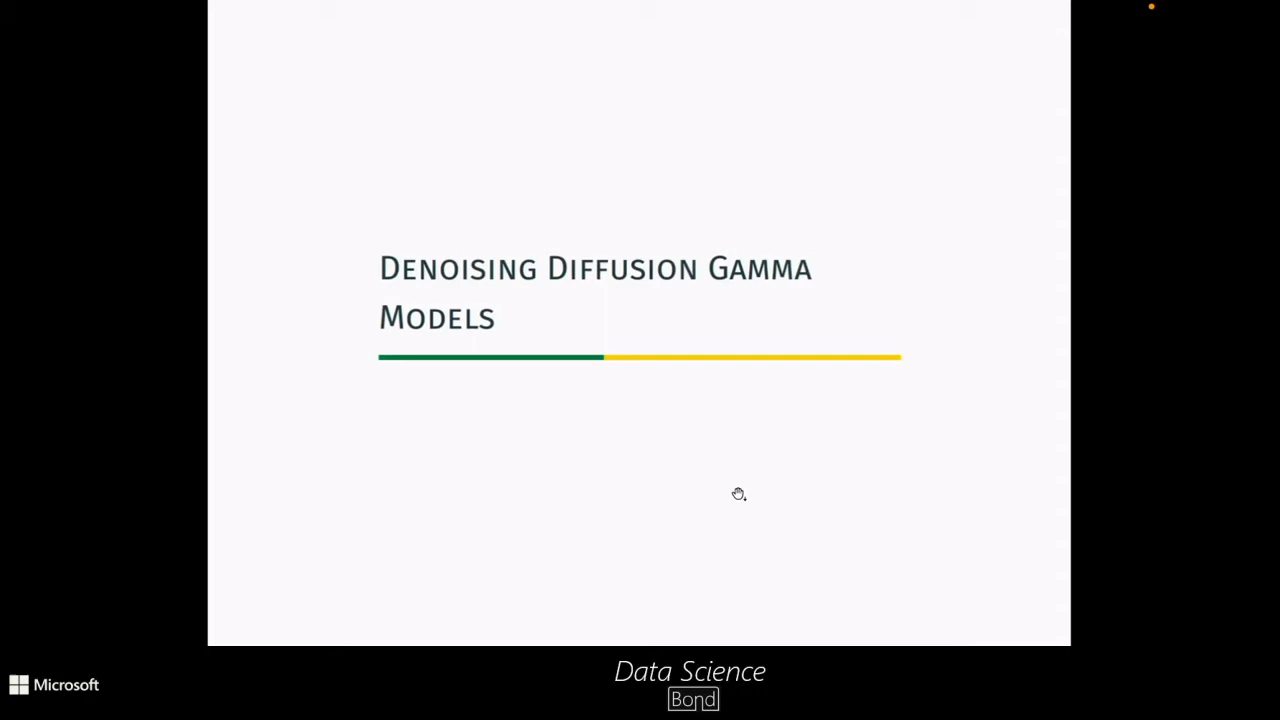 Denoising Diffusion Gamma
Models
Microsoft
Data Science
Bond